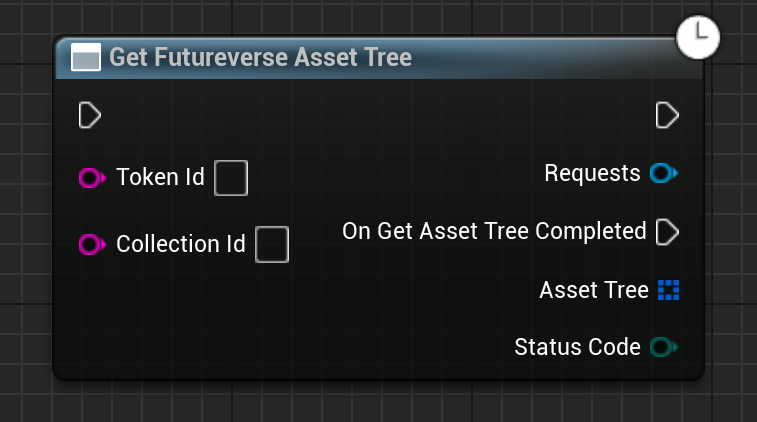 Get Futureverse Asset Tree
Token Id
Requests
Collection Id
On Get Asset Tree Completed
Asset Tree
Status Code